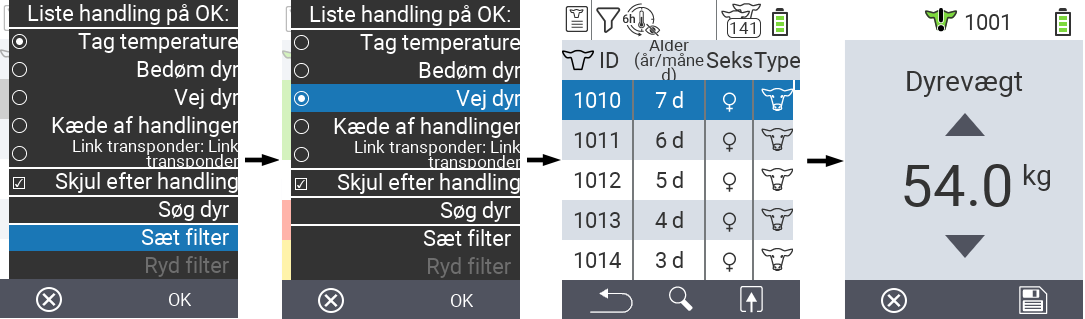 Liste handling på OK:
Tag temperature
Bedøm dyr
Vej dyr
Kæde af handlinger
Link transponder: Link
transponder
Skjul efter handling
Søg dyr
Sæt filter
Ryd filter
OK
Liste handling på OK:
Tag temperature
Bedøm dyr
Vej dyr
Kæde af handlinger
Link transponder: Link
transponder
Skjul efter handling
Søg dyr
Sæt filter
Ryd filter
OK
6h
141
ID
Alder
(år/måne
d)
Seks
Type
1010 7 d
1011 6 d
1012 5 d
1013 4 d
1014 3 d
1001
Dyrevægt
54.0 kg